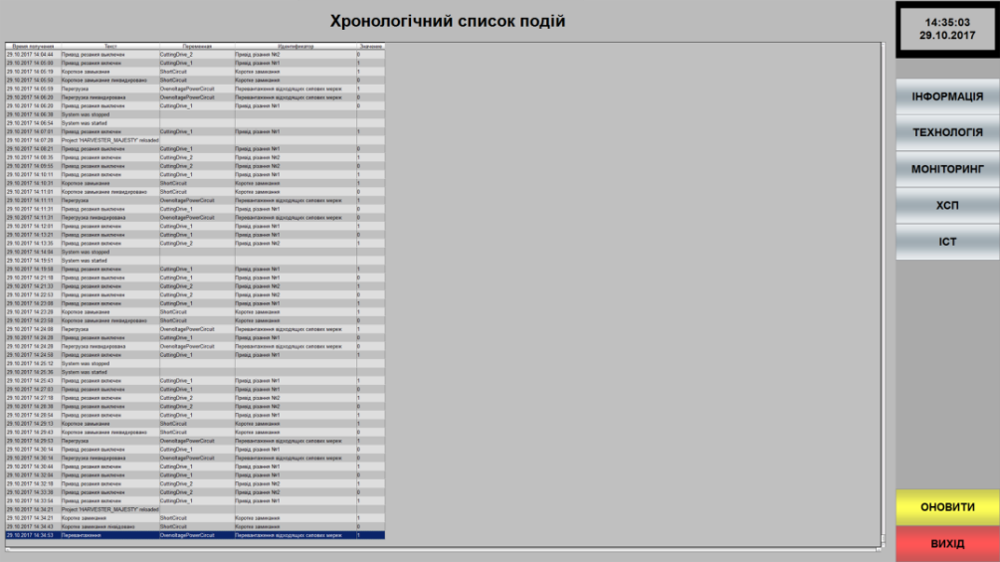 Хронологічний список подій
14:35:03
29.10.2017
Время получения Текст Переменная Идентификатор Значение
29.10.2017 14:04:44 Привод резания выключен CuttingDrive_2 Привід різання №2 0
29.10.2017 14:05:00 Привод резания включен CuttingDrive_1 Привід різання №1 1
29.10.2017 14:05:19 Короткое замыкание ShortCircuit Коротке замикання 1
29.10.2017 14:05:50 Короткое замыкание ликвидировано ShortCircuit Коротке замикання 0
29.10.2017 14:05:59 Перегрузка OvervoltagePowerCircuit Перевантаження відходящих силових мереж 1
29.10.2017 14:06:20 Перегрузка ликвидирована OvervoltagePowerCircuit Перевантаження відходящих силових мереж 0
29.10.2017 14:06:20 Привод резания выключен CuttingDrive_1 Привід різання №1 0
29.10.2017 14:06:38 System was stopped
29.10.2017 14:06:54 System was started
29.10.2017 14:07:01 Привод резания включен CuttingDrive_1 Привід різання №1 1
29.10.2017 14:07:28 Project 'HARVESTER_MAJESTY' reloaded
29.10.2017 14:08:21 Привод резания выключен CuttingDrive_1 Привід різання №1 0
29.10.2017 14:08:35 Привод резания включен CuttingDrive_2 Привід різання №2 1
29.10.2017 14:09:55 Привод резания выключен CuttingDrive_2 Привід різання №2 0
29.10.2017 14:10:11 Привод резания включен CuttingDrive_1 Привід різання №1 1
29.10.2017 14:10:31 Короткое замыкание ShortCircuit Коротке замикання 1
29.10.2017 14:11:01 Короткое замыкание ликвидировано ShortCircuit Коротке замикання 0
29.10.2017 14:11:11 Перегрузка OvervoltagePowerCircuit Перевантаження відходящих силових мереж 1
29.10.2017 14:11:31 Привод резания выключен CuttingDrive_1 Привід різання №1 0
29.10.2017 14:11:31 Перегрузка ликвидирована OvervoltagePowerCircuit Перевантаження відходящих силових мереж 0
29.10.2017 14:12:01 Привод резания включен CuttingDrive_1 Привід різання №1 1
29.10.2017 14:13:21 Привод резания выключен CuttingDrive_1 Привід різання №1 0
29.10.2017 14:13:35 Привод резания включен CuttingDrive_2 Привід різання №2 1
29.10.2017 14:14:04 System was stopped
29.10.2017 14:19:51 System was started
29.10.2017 14:19:58 Привод резания включен CuttingDrive_1 Привід різання №1 1
29.10.2017 14:21:18 Привод резания выключен CuttingDrive_1 Привід різання №1 0
29.10.2017 14:21:33 Привод резания включен CuttingDrive_2 Привід різання №2 1
29.10.2017 14:22:53 Привод резания выключен CuttingDrive_2 Привід різання №2 0
29.10.2017 14:23:08 Привод резания включен CuttingDrive_1 Привід різання №1 1
29.10.2017 14:23:28 Короткое замыкание ShortCircuit Коротке замикання 1
29.10.2017 14:23:58 Короткое замыкание ликвидировано ShortCircuit Коротке замикання 0
29.10.2017 14:24:08 Перегрузка OvervoltagePowerCircuit Перевантаження відходящих силових мереж 1
29.10.2017 14:24:28 Привод резания выключен CuttingDrive_1 Привід різання №1 0
29.10.2017 14:24:28 Перегрузка ликвидирована OvervoltagePowerCircuit Перевантаження відходящих силових мереж 0
29.10.2017 14:24:58 Привод резания включен CuttingDrive_1 Привід різання №1 1
29.10.2017 14:25:12 System was stopped
29.10.2017 14:25:36 System was started
29.10.2017 14:25:43 Привод резания включен CuttingDrive_1 Привід різання №1 1
29.10.2017 14:27:03 Привод резания выключен CuttingDrive_1 Привід різання №1 0
29.10.2017 14:27:18 Привод резания включен CuttingDrive_2 Привід різання №2 1
29.10.2017 14:28:38 Привод резания выключен CuttingDrive_2 Привід різання №2 0
29.10.2017 14:28:54 Привод резания включен CuttingDrive_1 Привід різання №1 1
29.10.2017 14:29:13 Короткое замыкание ShortCircuit Коротке замикання 1
29.10.2017 14:29:43 Короткое замыкание ликвидировано ShortCircuit Коротке замикання 0
29.10.2017 14:29:53 Перегрузка OvervoltagePowerCircuit Перевантаження відходящих силових мереж 1
29.10.2017 14:30:14 Привод резания выключен CuttingDrive_1 Привід різання №1 0
29.10.2017 14:30:14 Перегрузка ликвидирована OvervoltagePowerCircuit Перевантаження відходящих силових мереж 0
29.10.2017 14:30:44 Привод резания включен CuttingDrive_1 Привід різання №1 1
29.10.2017 14:32:04 Привод резания выключен CuttingDrive_1 Привід різання №1 0
29.10.2017 14:32:18 Привод резания включен CuttingDrive_2 Привід різання №2 1
29.10.2017 14:33:38 Привод резания выключен CuttingDrive_2 Привід різання №2 0
29.10.2017 14:33:54 Привод резания включен CuttingDrive_1 Привід різання №1 1
29.10.2017 14:34:21 Project 'HARVESTER_MAJESTY' reloaded
29.10.2017 14:34:21 Коротке замикання ShortCircuit Коротке замикання 1
29.10.2017 14:34:43 Коротке замикання ліквідовано ShortCircuit Коротке замикання 0
29.10.2017 14:34:53 Перевантаження OvervoltagePowerCircuit Перевантаження відходящих силових мереж 1
ІНФОРМАЦІЯ
ТЕХНОЛОГІЯ
МОНІТОРИНГ
ХСП
ІСТ
ОНОВИТИ
ВИХІД